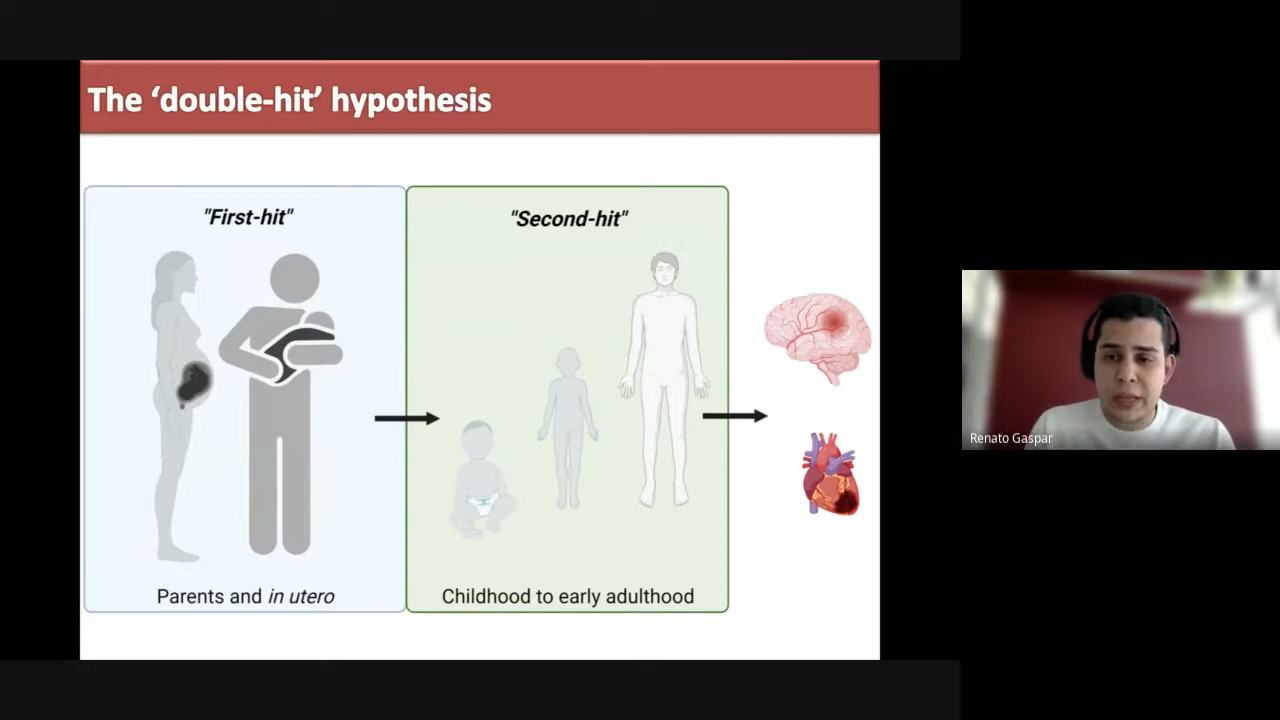 The ‘double-hit’ hypothesis
"First-hit"
"Second-hit"
Parents and in utero
Childhood to early adulthood
Renato Gaspar